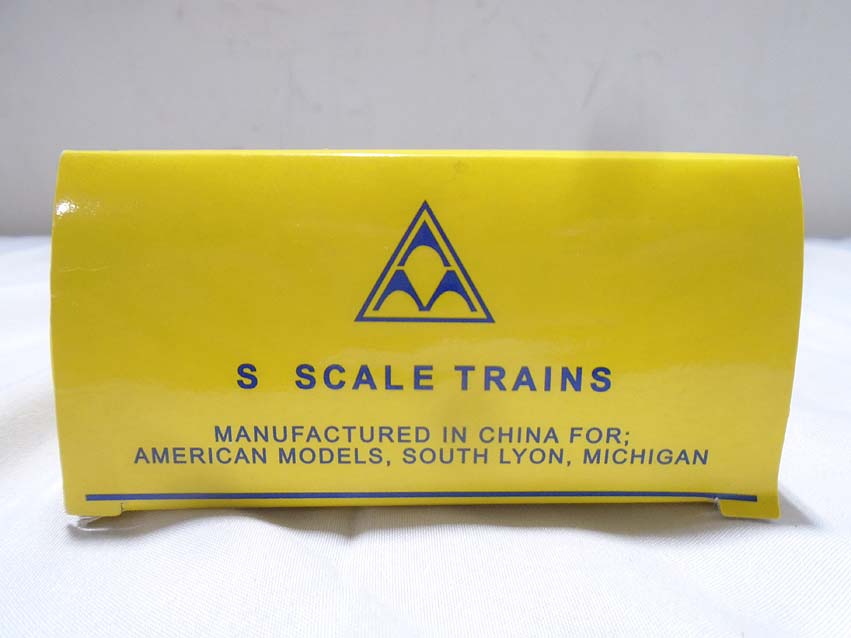 S SCALE TRAINS
MANUFACTURED IN CHINA FOR;
AMERICAN MODELS, SOUTH LYON, MICHIGAN